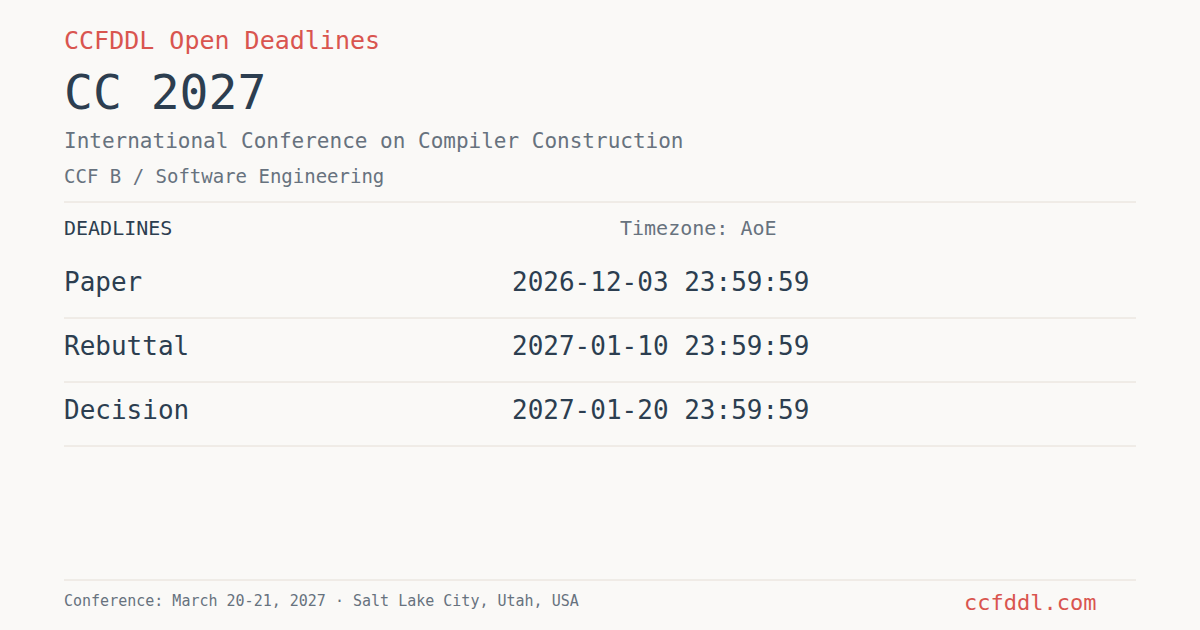 CCFDDL Open Deadlines
CC 2027
International Conference on Compiler Construction
CCF B / Software Engineering
DEADLINES Timezone: AoE
Paper 2026-12-03 23:59:59
Rebuttal 2027-01-10 23:59:59
Decision 2027-01-20 23:59:59
Conference: March 20-21, 2027 · Salt Lake City, Utah, USA ccfddl.com